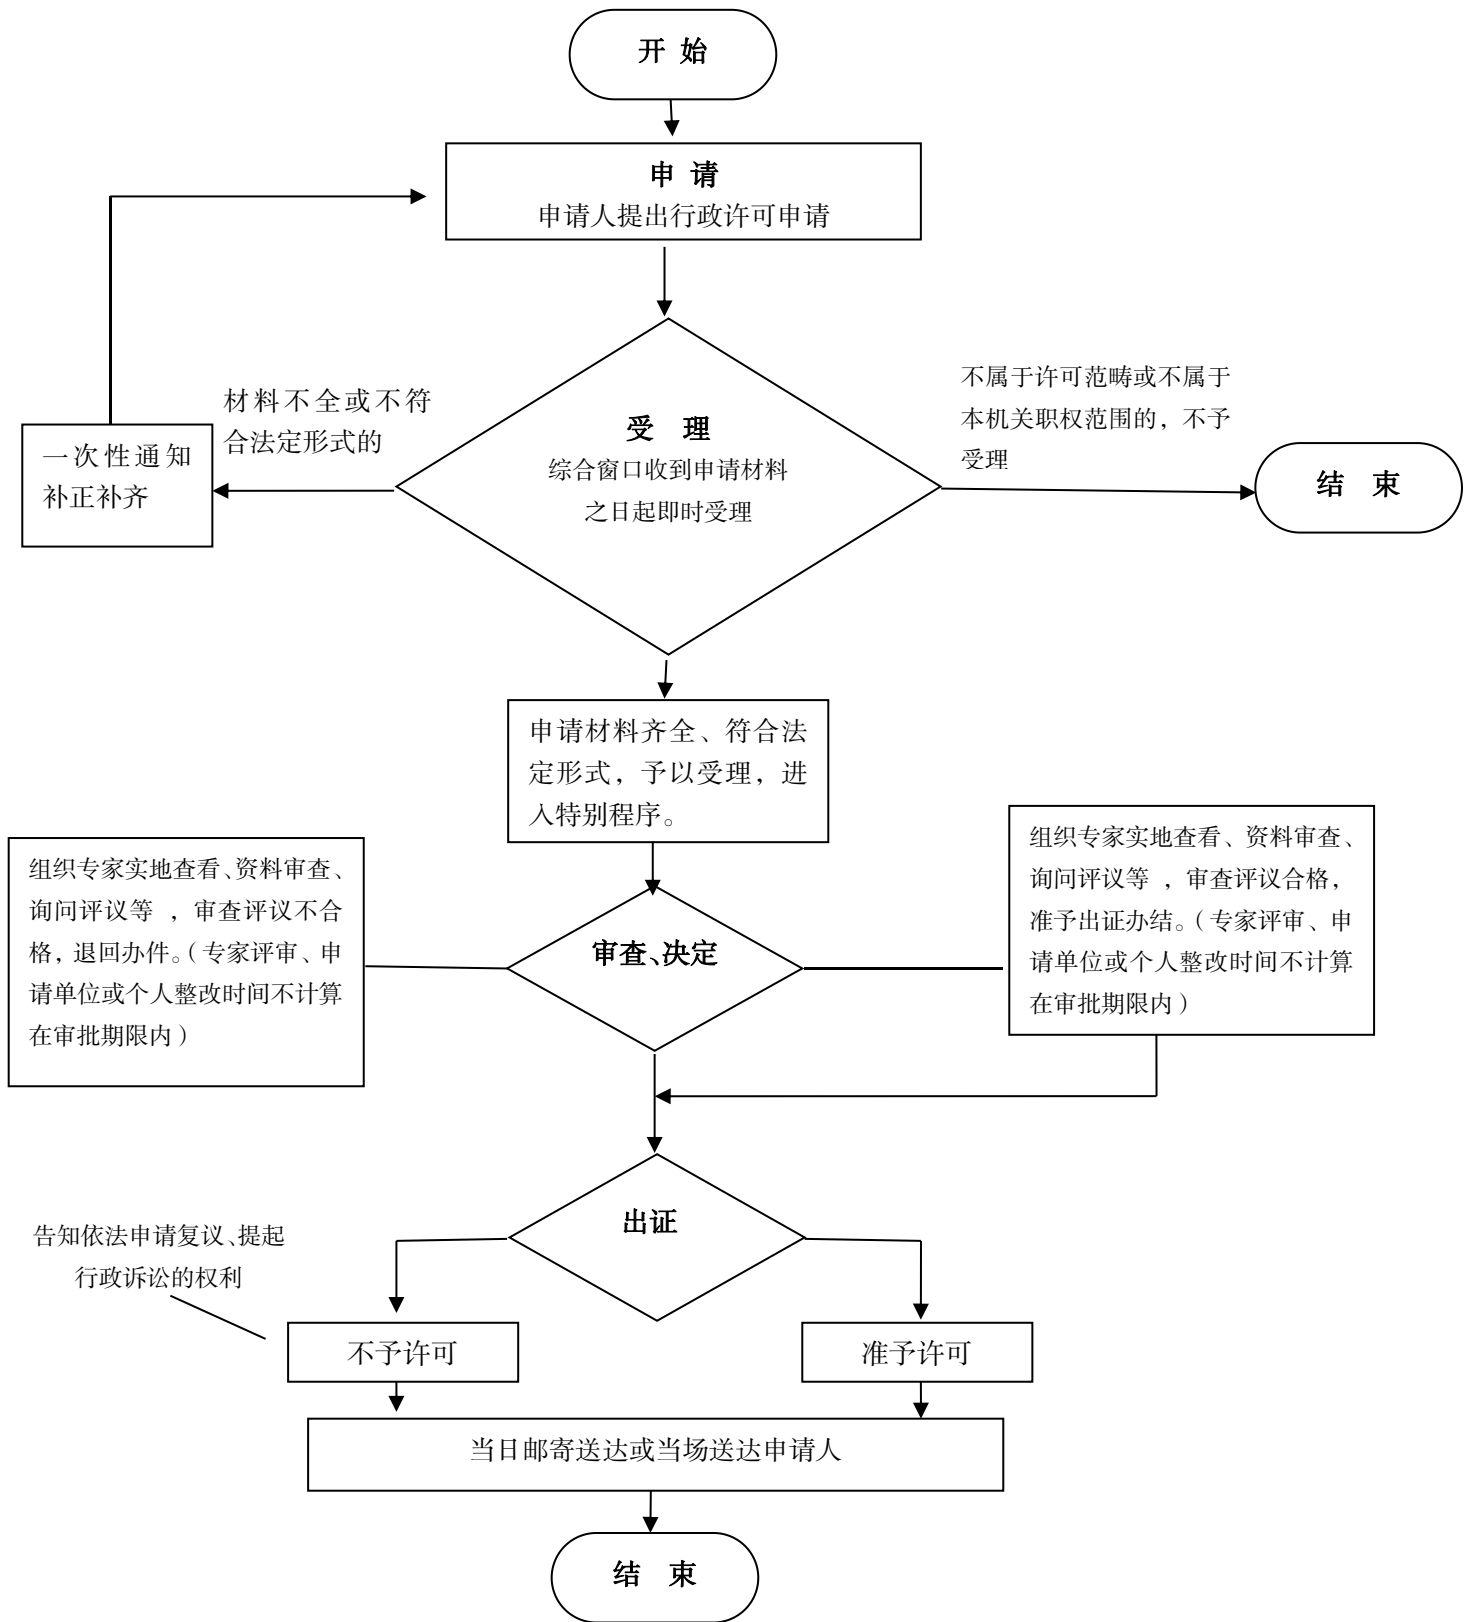 开 始
申 请
申请人提出行政许可申请
材料不全或不符
合法定形式的
一次性通知
补正补齐
受 理
综合窗口收到申请材料
之日起即时受理
不属于许可范畴或不属于
本机关职权范围的，不予
受理
结 束
申请材料齐全、符合法
定形式，予以受理，进
入特别程序。
组织专家实地查看、资料审查、
询问评议等 ，审查评议不合
格，退回办件。（专家评审、申
请单位或个人整改时间不计算
在审批期限内）
审查、决定
组织专家实地查看、资料审查、
询问评议等 ，审查评议合格，
准予出证办结。（专家评审、申
请单位或个人整改时间不计算
在审批期限内）
出证
告知依法申请复议、提起
行政诉讼的权利
不予许可
准予许可
当日邮寄送达或当场送达申请人
结 束